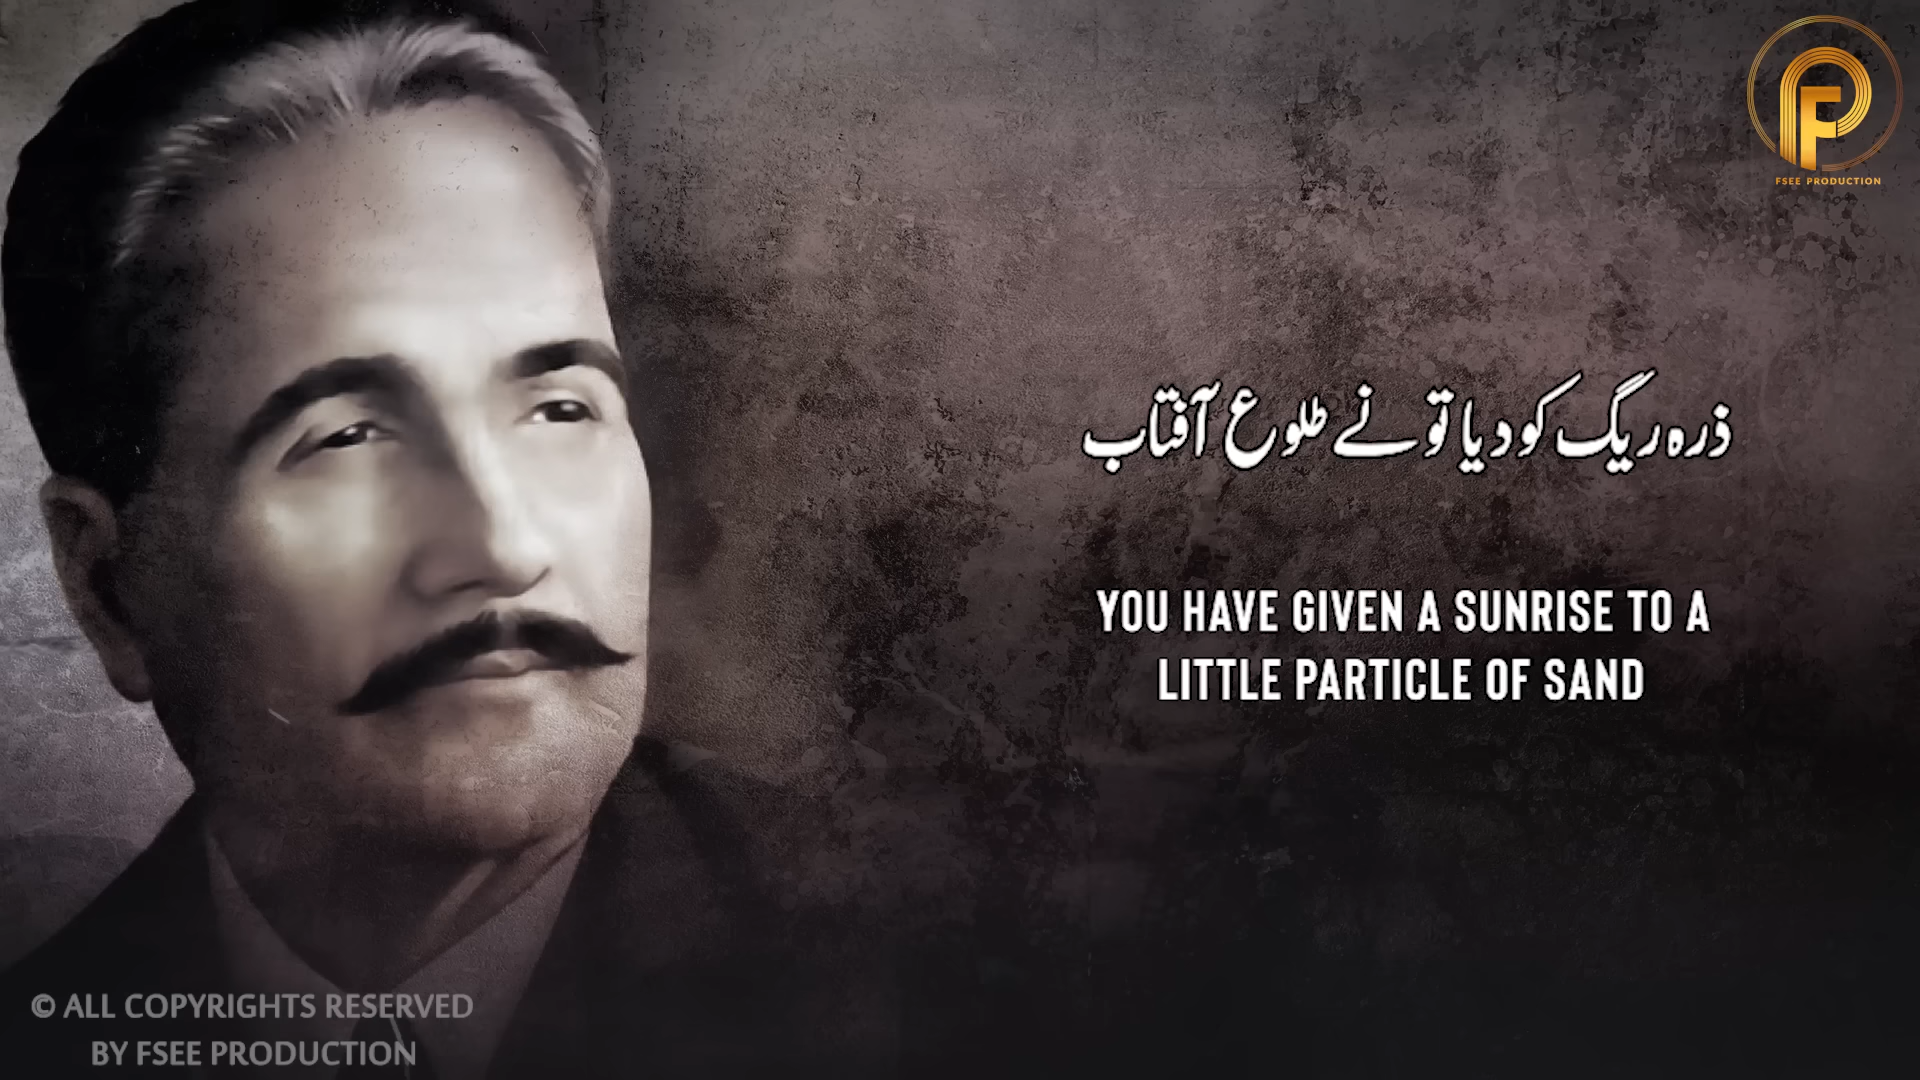 FSEE PRODUCTION
ذرہ ریگ کو دیا تو نے طلوع آفتاب
YOU HAVE GIVEN A SUNRISE TO A
LITTLE PARTICLE OF SAND
© ALL COPYRIGHTS RESERVED
BY FSEE PRODUCTION